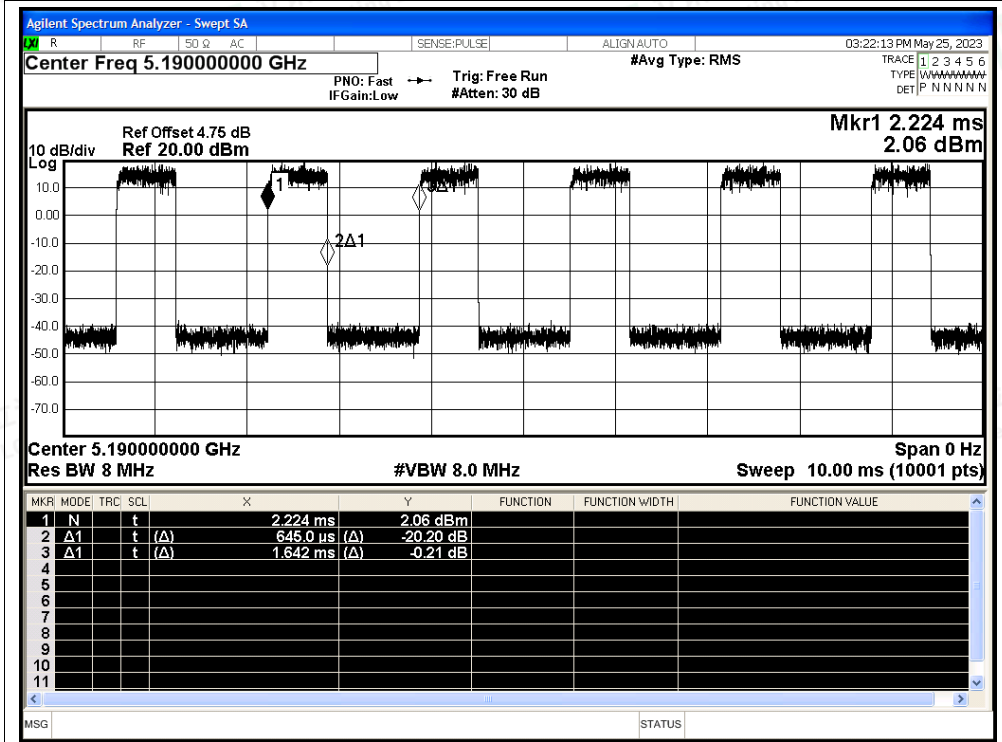 Agilent Spectrum Analyzer - Swept SA
LXI R RF 50 Ω AC SENSE:PULSE ALIGN AUTO 03:22:13 PM May 25, 2023
Center Freq 5.190000000 GHz #Avg Type: RMS TRACE 1 2 3 4 5 6
PNO: Fast Trig: Free Run TYPE
IFGain:Low #Atten: 30 dB DET P N N N N N
Mkr1 2.224 ms
Ref Offset 4.75 dB
10 dB/div Ref 20.00 dBm 2.06 dBm
Log
10.0
1
0.00
-10.0
2Δ1
-20.0
-30.0
-40.0
-50.0
-60.0
-70.0
Center 5.190000000 GHz Span 0 Hz
Res BW 8 MHz #VBW 8.0 MHz Sweep 10.00 ms (10001 pts)
MKR MODE TRC SCL X Y FUNCTION FUNCTION WIDTH FUNCTION VALUE
1 N t 2.224 ms 2.06 dBm
2 Δ1 t (Δ) 645.0 µs (Δ) -20.20 dB
3 Δ1 t (Δ) 1.642 ms (Δ) -0.21 dB
4
5
6
7
8
9
10
11
MSG STATUS